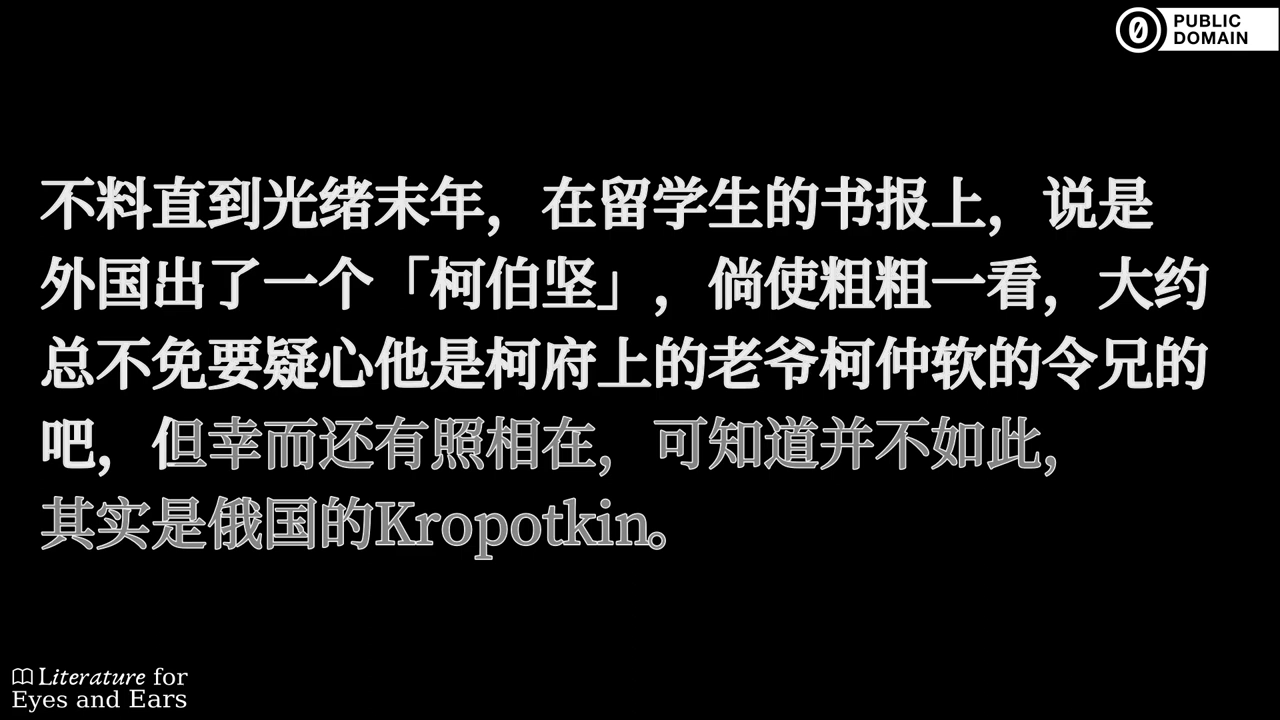 PUBLIC
DOMAIN
不料直到光绪末年，在留学生的书报上，说是
外国出了一个「柯伯坚」，倘使粗粗一看，大约
总不免要疑心他是柯府上的老爷柯仲软的令兄的
吧，但幸而还有照相在，可知道并不如此，
其实是俄国的Kropotkin。
Literature for
Eyes and Ears